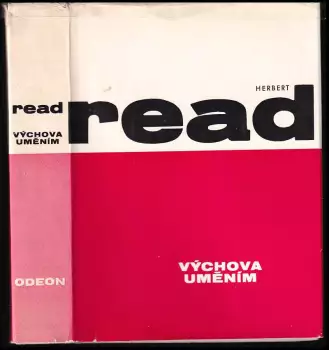 read
VÝCHOVA
UMĚNÍM
ODEON
HERBERT
read
VÝCHOVA
UMĚNÍM